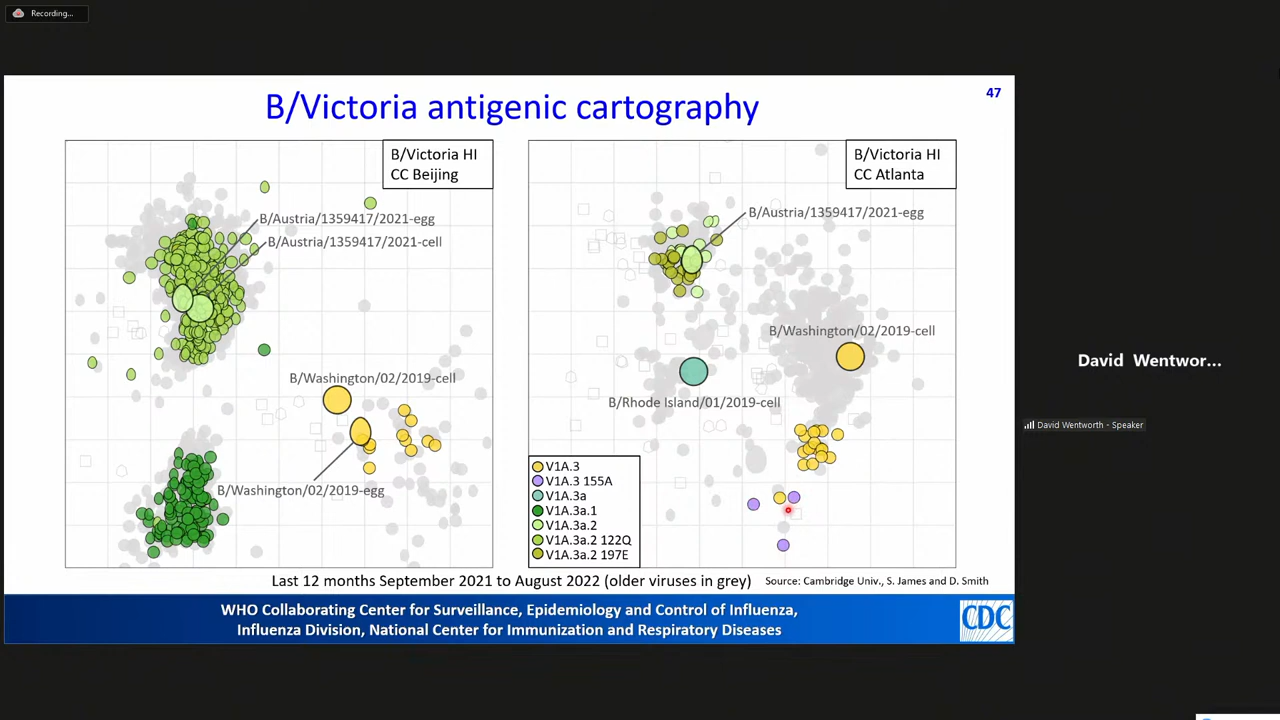 Recording...
47
B/Victoria antigenic cartography
B/Victoria HI
CC Beijing
B/Austria/1359417/2021-egg
B/Austria/1359417/2021-cell
B/Washington/02/2019-cell
B/Washington/02/2019-egg
B/Victoria HI
CC Atlanta
B/Austria/1359417/2021-egg
B/Washington/02/2019-cell
B/Rhode Island/01/2019-cell
V1A.3
V1A.3 155A
V1A.3a
V1A.3a.1
V1A.3a.2
V1A.3a.2 122Q
V1A.3a.2 197E
Last 12 months September 2021 to August 2022 (older viruses in grey)
Source: Cambridge Univ., S. James and D. Smith
WHO Collaborating Center for Surveillance, Epidemiology and Control of Influenza,
Influenza Division, National Center for Immunization and Respiratory Diseases
CDC
David Wentwor...
David Wentworth - Speaker